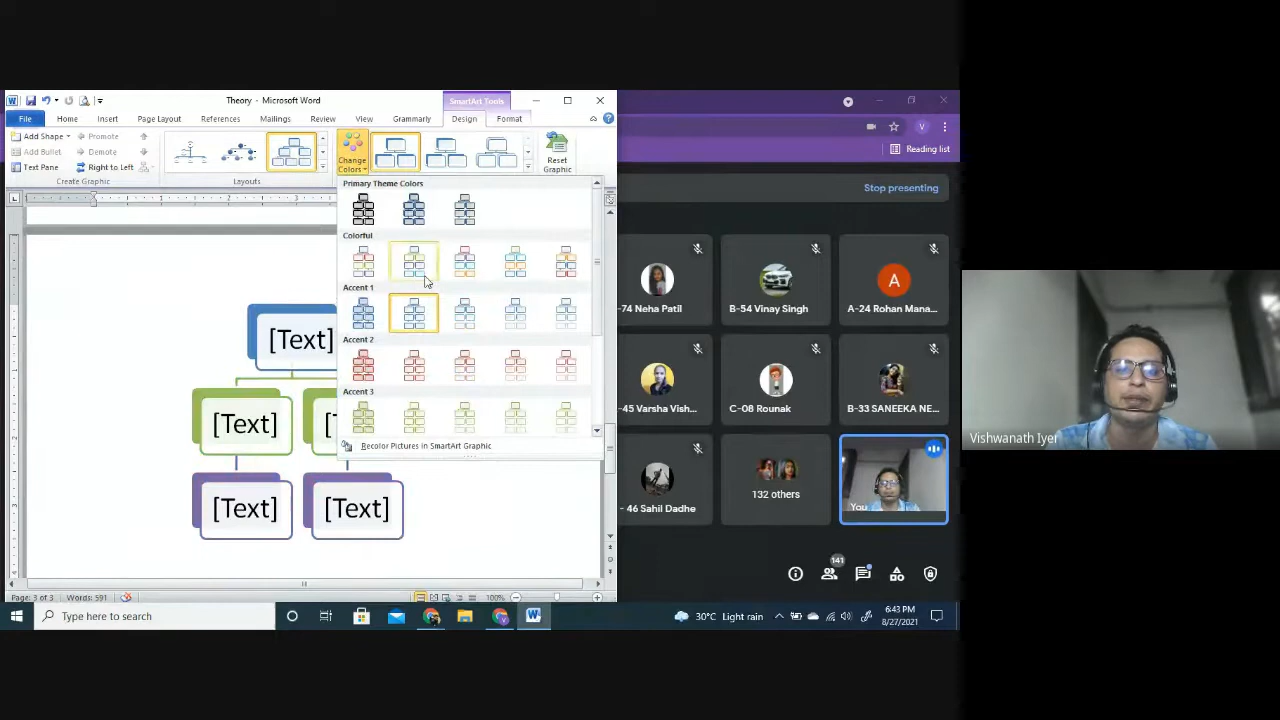 Theory - Microsoft Word
SmartArt Tools
File Home Insert Page Layout References Mailings Review View Grammarly Design Format
Add Shape Promote
Add Bullet Demote
Text Pane Right to Left
Create Graphic
Layouts
Change Colors
Reset Graphic
Primary Theme Colors
Colorful
Accent 1
Accent 2
Accent 3
Recolor Pictures in SmartArt Graphic
[Text]
[Text]
[Text] [Text]
Page: 3 of 3 Words: 591
100%
V
Reading list
Stop presenting
-74 Neha Patil
B-54 Vinay Singh
A
A-24 Rohan Mana...
-45 Varsha Vish...
C-08 Rounak
B-33 SANEEKA NE...
- 46 Sahil Dadhe
132 others
You
141
Vishwanath Iyer
Type here to search
30°C Light rain
6:43 PM
8/27/2021